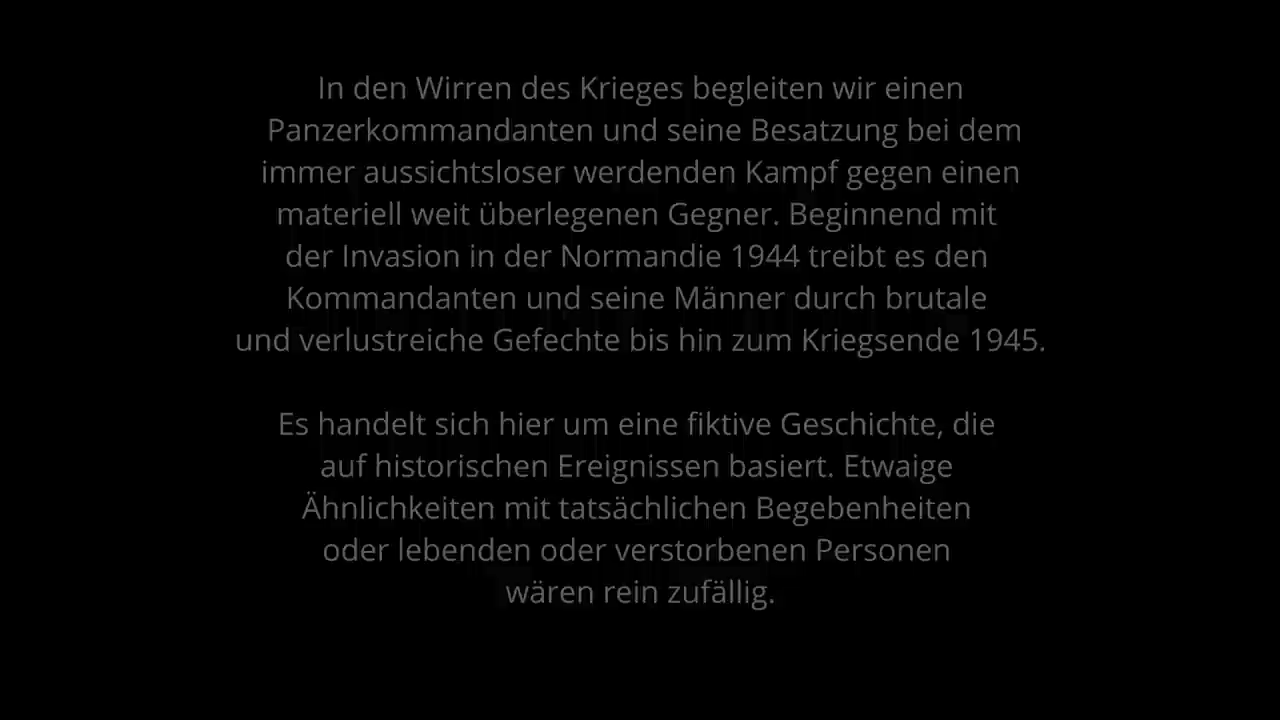 In den Wirren des Krieges begleiten wir einen
Panzerkommandanten und seine Besatzung bei dem
immer aussichtsloser werdenden Kampf gegen einen
materiell weit überlegenen Gegner. Beginnend mit
der Invasion in der Normandie 1944 treibt es den
Kommandanten und seine Männer durch brutale
und verlustreiche Gefechte bis hin zum Kriegsende 1945.
Es handelt sich hier um eine fiktive Geschichte, die
auf historischen Ereignissen basiert. Etwaige
Ähnlichkeiten mit tatsächlichen Begebenheiten
oder lebenden oder verstorbenen Personen
wären rein zufällig.